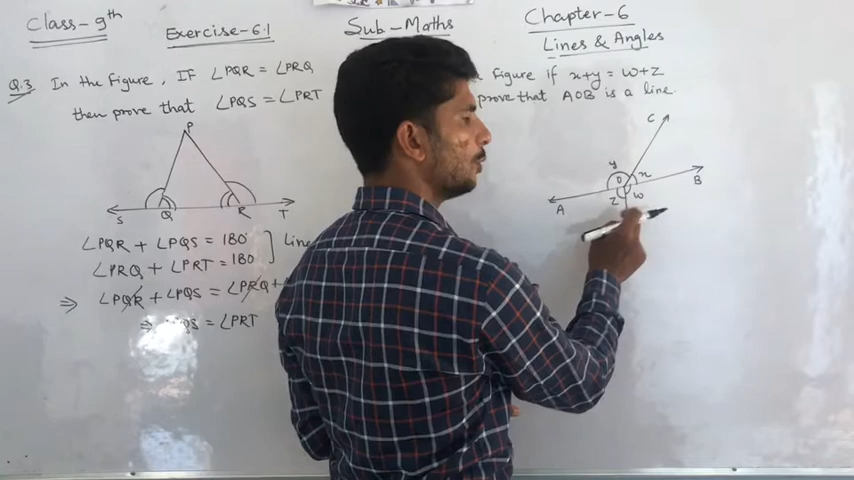 Class-9th
Exercise-6.1
Sub-Maths
Chapter-6
Lines & Angles
Q.3 In the figure, IF ∠PQR = ∠PRQ
then prove that ∠PQS = ∠PRT
P
S Q R T
∠PQR + ∠PQS = 180°
∠PRQ + ∠PRT = 180
Line
⇒ ∠PQR + ∠PQS = ∠PRQ +
⇒ ∠PRT
figure if x+y = w+z
prove that AOB is a line.
C
y
O x
B
A
z w